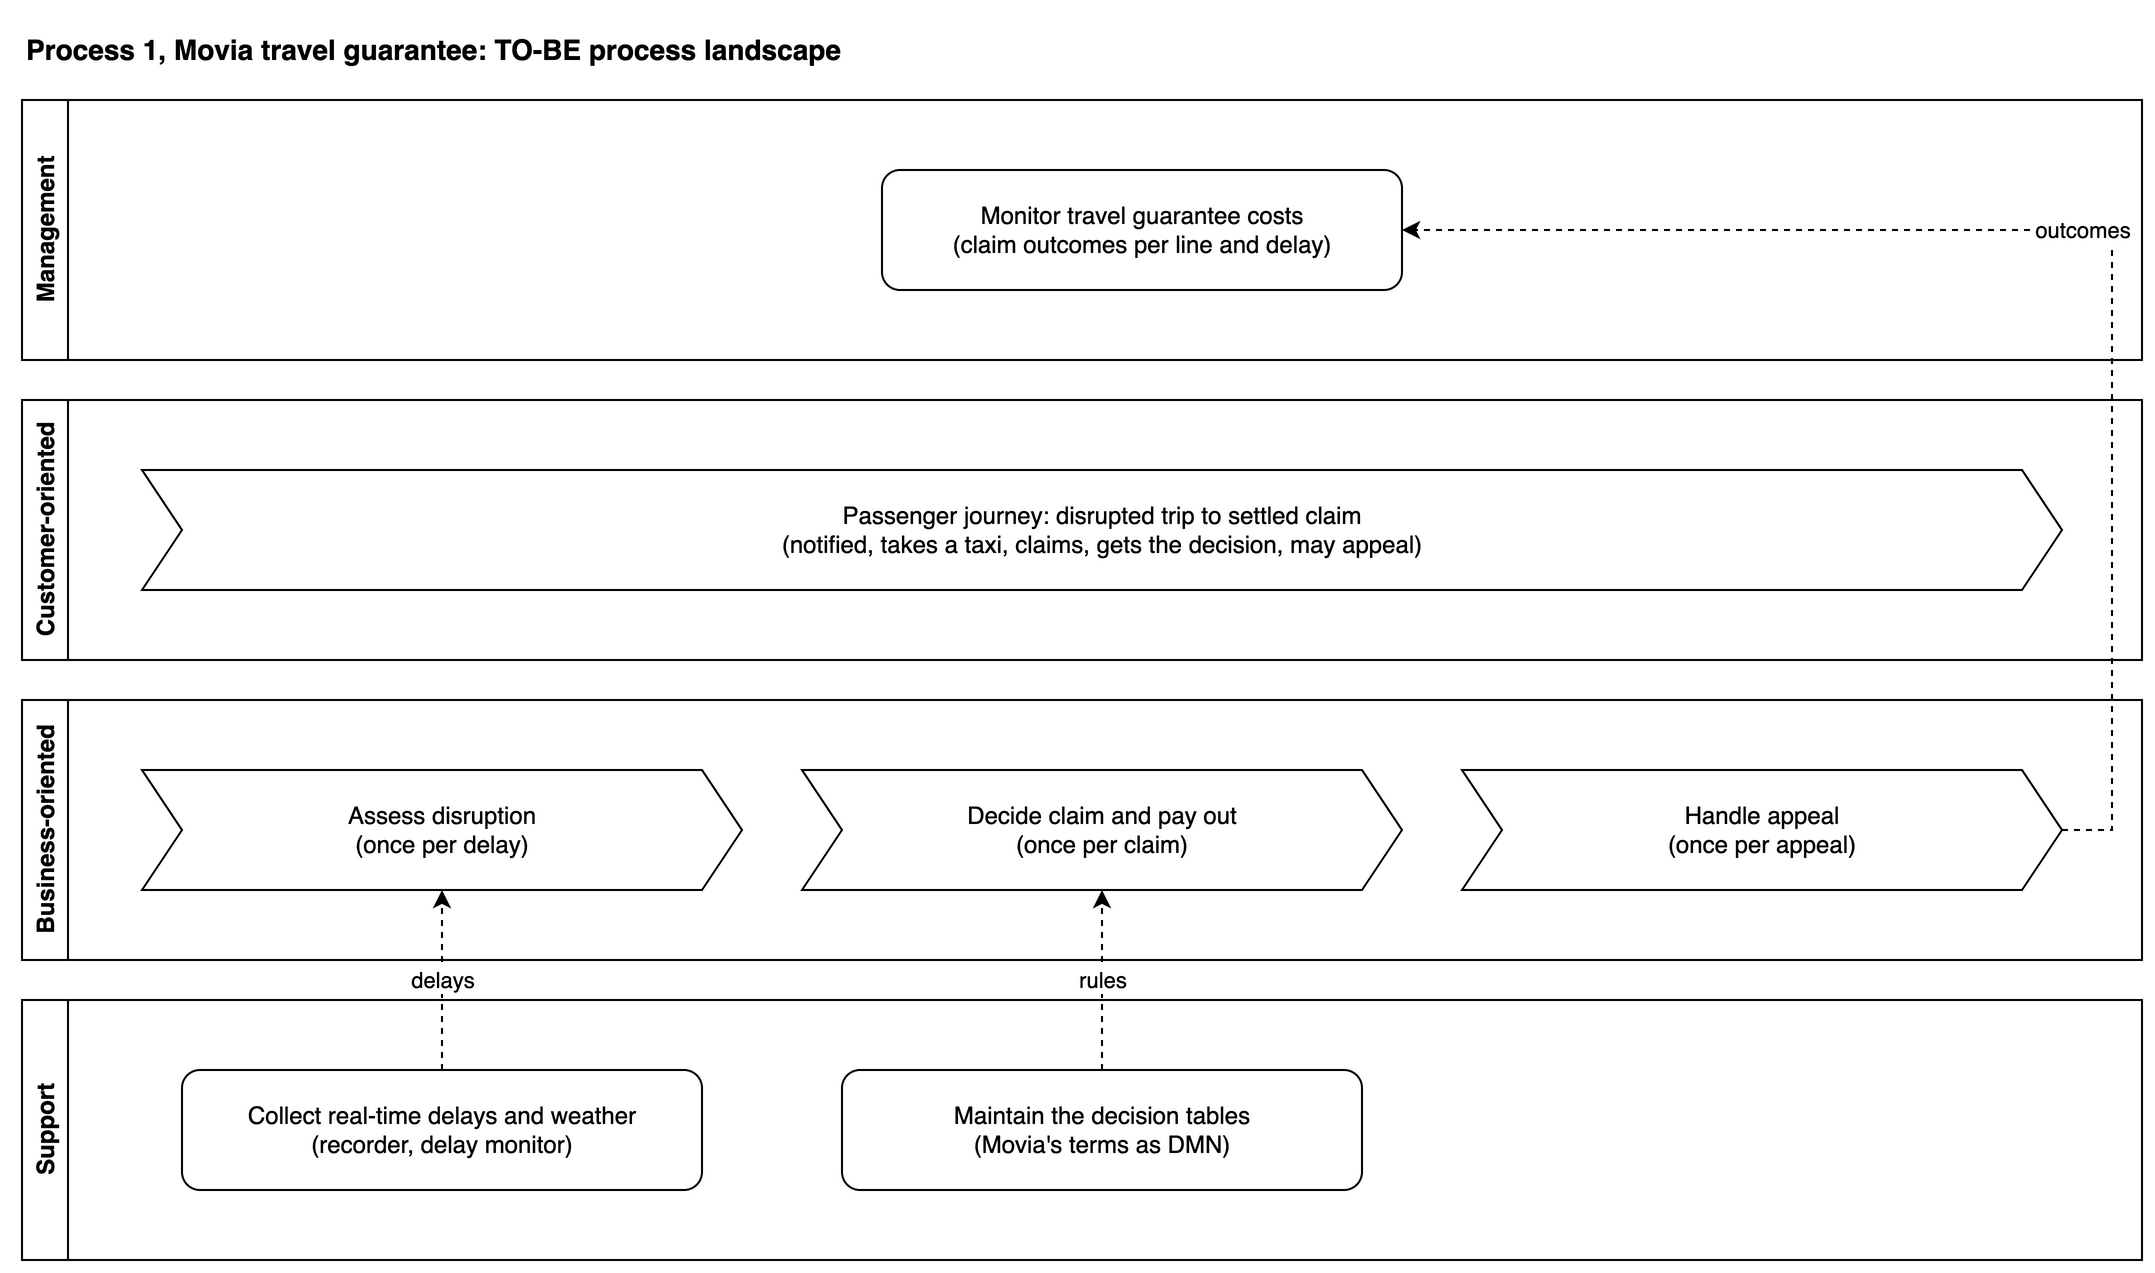 Process 1, Movia travel guarantee: TO-BE process landscape
Management
Monitor travel guarantee costs
(claim outcomes per line and delay)
outcomes
Customer-oriented
Passenger journey: disrupted trip to settled claim
(notified, takes a taxi, claims, gets the decision, may appeal)
Business-oriented
Assess disruption
(once per delay)
Decide claim and pay out
(once per claim)
Handle appeal
(once per appeal)
delays
rules
Support
Collect real-time delays and weather
(recorder, delay monitor)
Maintain the decision tables
(Movia's terms as DMN)